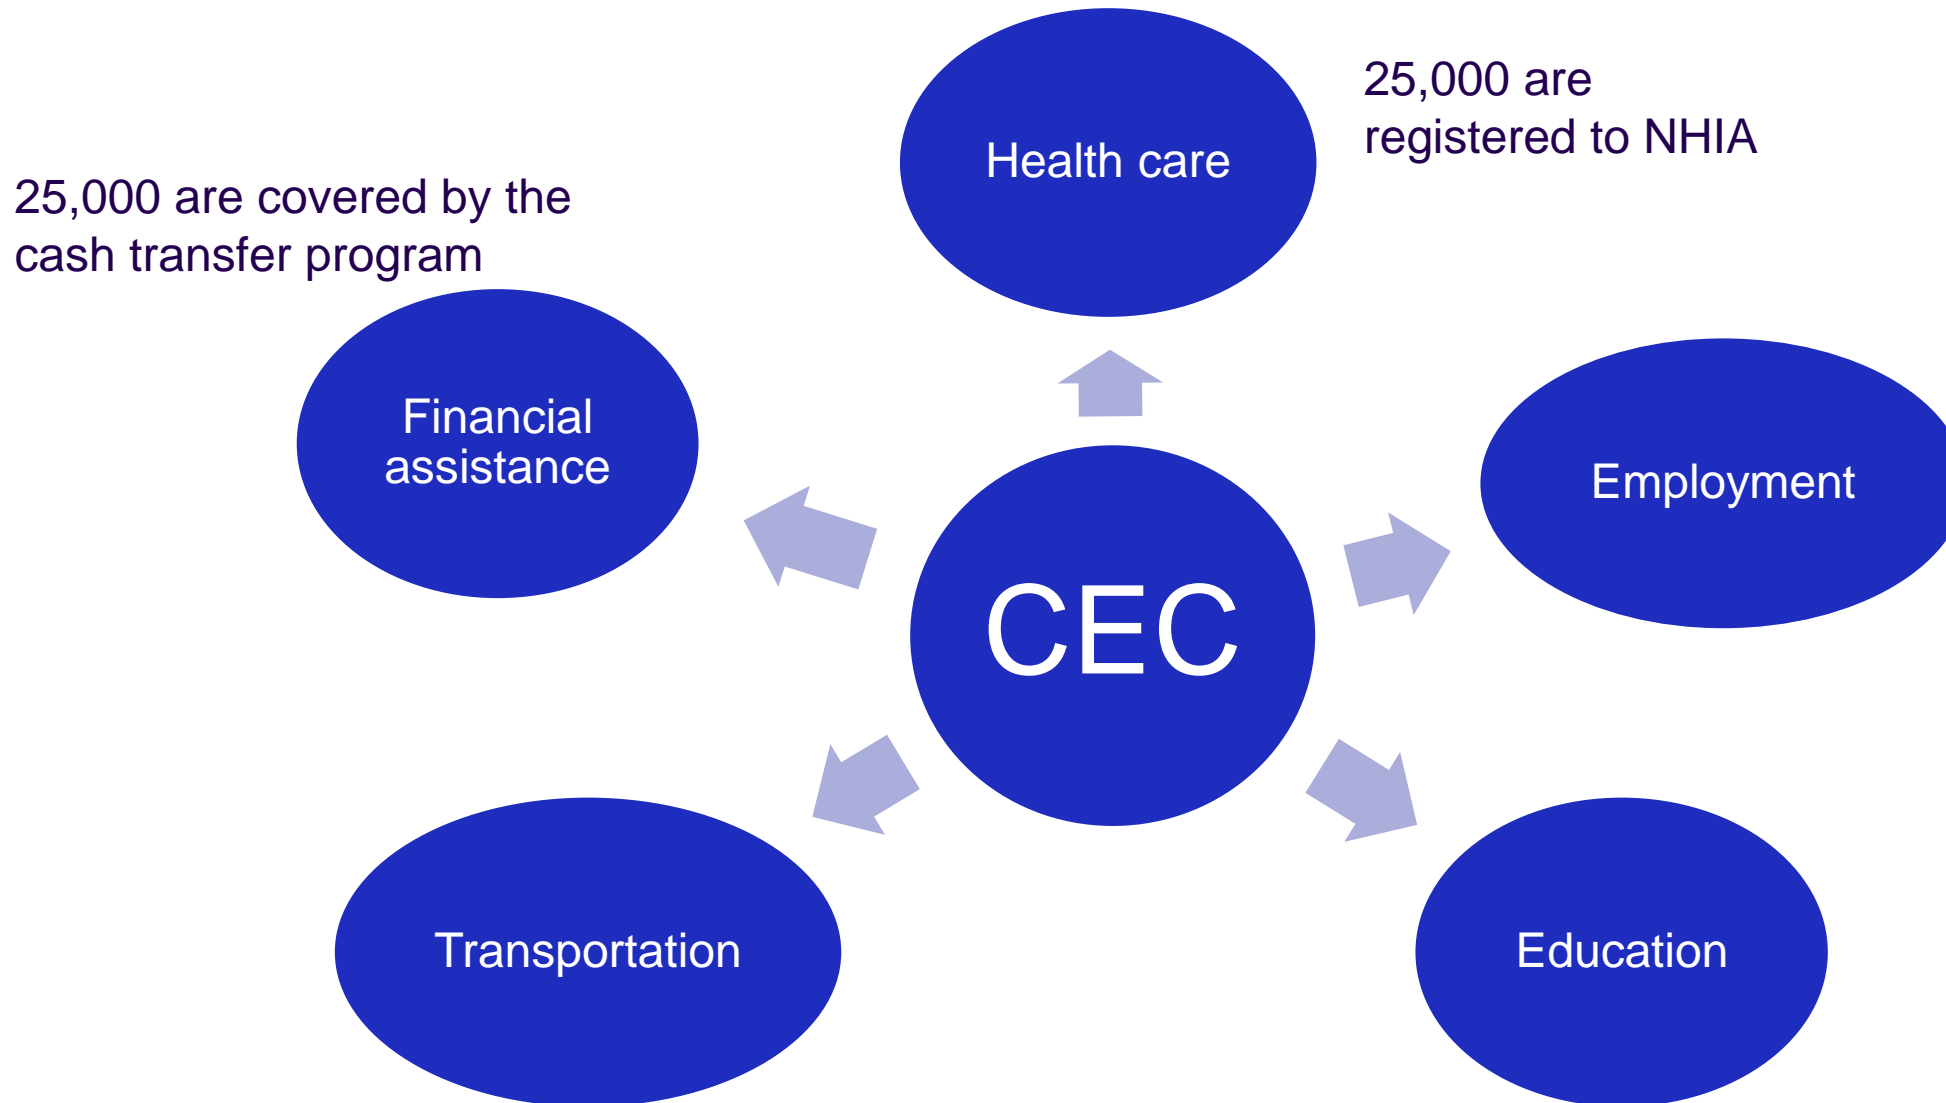 25,000 are
registered to NHIA
Health care
25,000 are covered by the
cash transfer program
Financial
assistance
Employment
CEC
Transportation
Education